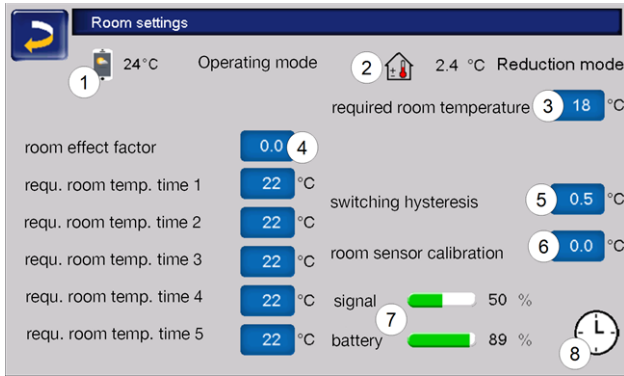 Room settings
1 24°C Operating mode 2 2.4 °C Reduction mode
required room temperature 3 18 °C
room effect factor 0.0 4
requ. room temp. time 1 22 °C
switching hysteresis 5 0.5 °C
requ. room temp. time 2 22 °C
room sensor calibration 6 0.0 °C
requ. room temp. time 3 22 °C
requ. room temp. time 4 22 °C
signal 50 %
7
requ. room temp. time 5 22 °C
battery 89 %
8